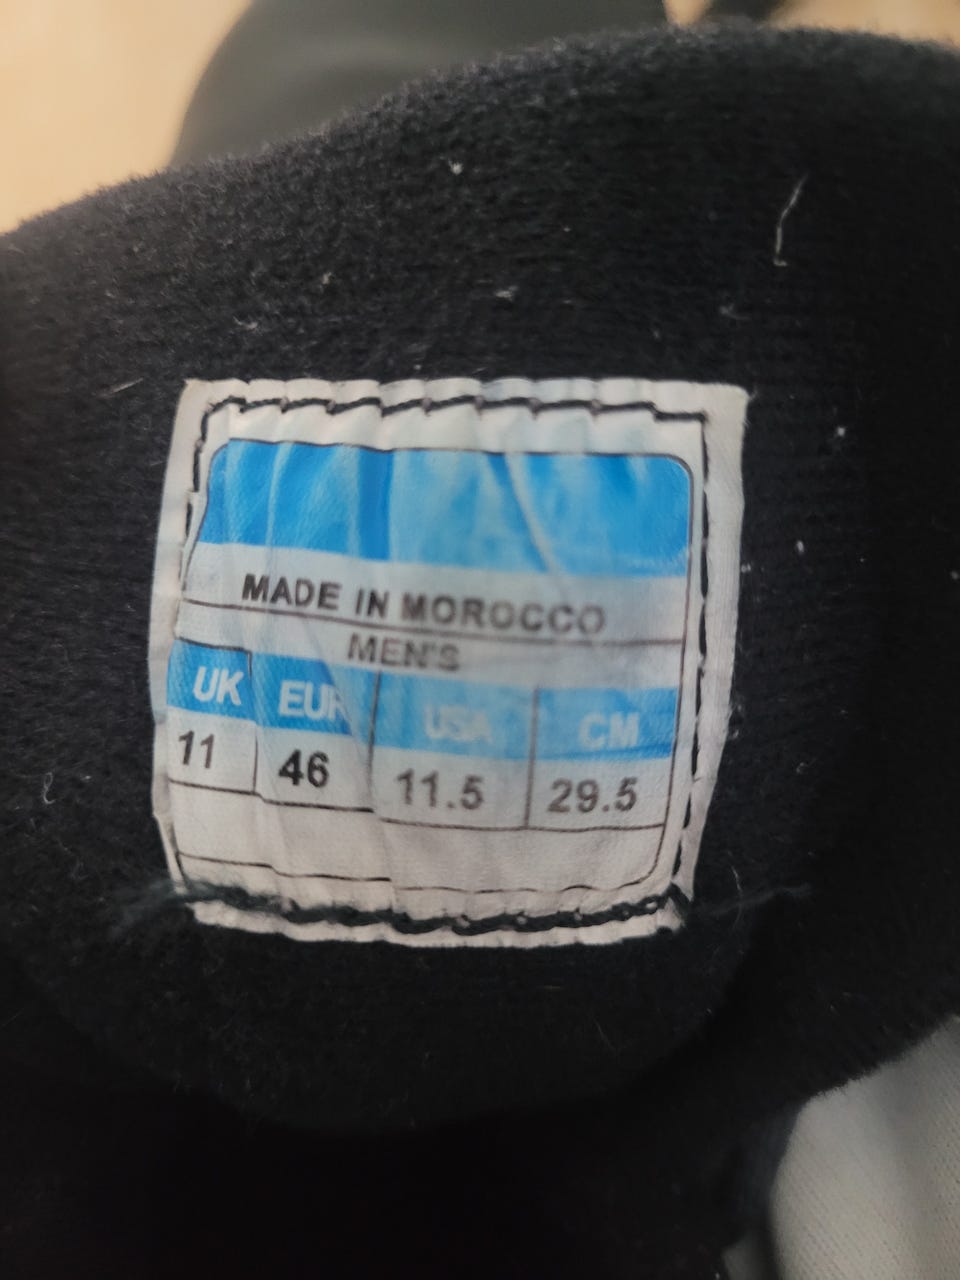 MADE IN MOROCCO
MEN'S
UK EUR USA CM
11 46 11.5 29.5